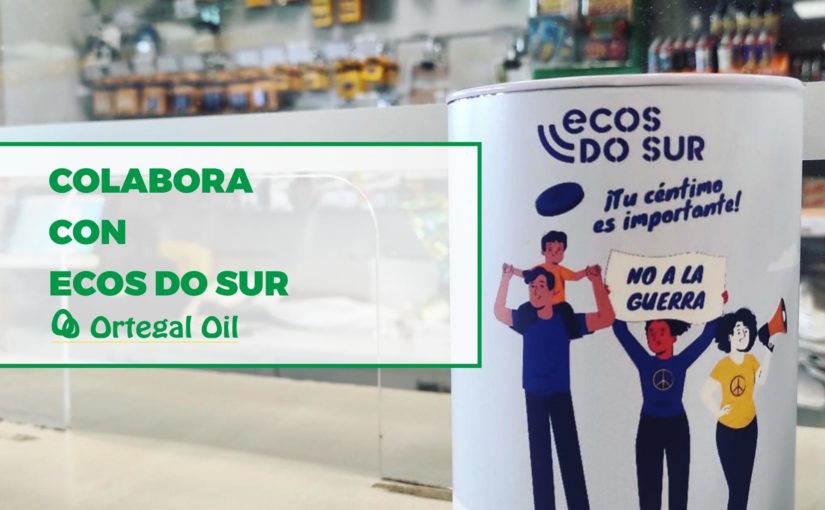 COLABORA
CON
ECOS DO SUR
Ortegal Oil
ecos
DO SUR
¡Tu céntimo
es importante!
NO A LA
GUERRA